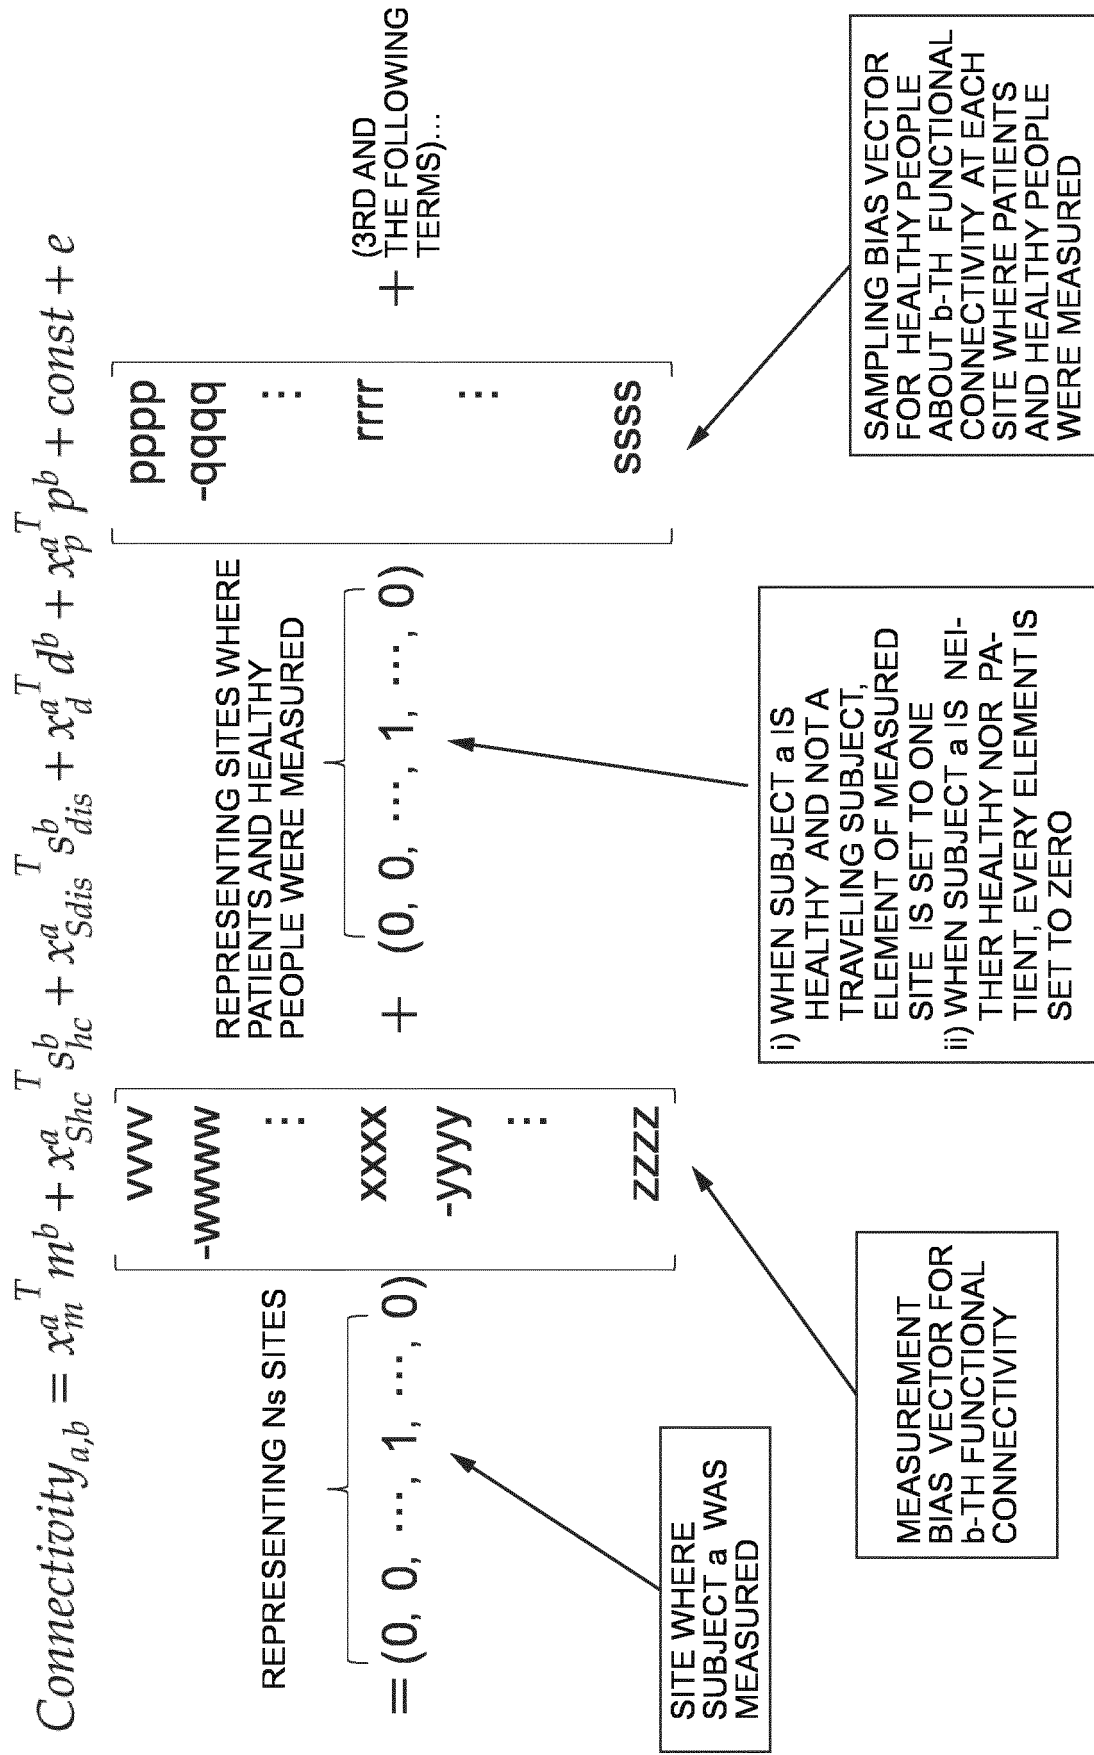 Connectivity_{a,b} = x_m^{a T} m^b + x_{Shc}^{a T} s_{hc}^b + x_{Sdis}^{a T} s_{dis}^b + x_d^{a T} d^b + x_p^{a T} p^b + const + e
REPRESENTING Ns SITES
= (0, 0, ..., 1, ..., 0)
vvvv
-wwww
⋮
xxxx
-yyyy
⋮
zzzz
REPRESENTING SITES WHERE
PATIENTS AND HEALTHY
PEOPLE WERE MEASURED
+ (0, 0, ..., 1, ..., 0)
pppp
-qqqq
⋮
rrrr
⋮
ssss
+
(3RD AND
THE FOLLOWING
TERMS)...
SITE WHERE
SUBJECT a WAS
MEASURED
MEASUREMENT
BIAS VECTOR FOR
b-TH FUNCTIONAL
CONNECTIVITY
i) WHEN SUBJECT a IS
HEALTHY AND NOT A
TRAVELING SUBJECT,
ELEMENT OF MEASURED
SITE IS SET TO ONE
ii) WHEN SUBJECT a IS NEI-
THER HEALTHY NOR PA-
TIENT, EVERY ELEMENT IS
SET TO ZERO
SAMPLING BIAS VECTOR
FOR HEALTHY PEOPLE
ABOUT b-TH FUNCTIONAL
CONNECTIVITY AT EACH
SITE WHERE PATIENTS
AND HEALTHY PEOPLE
WERE MEASURED